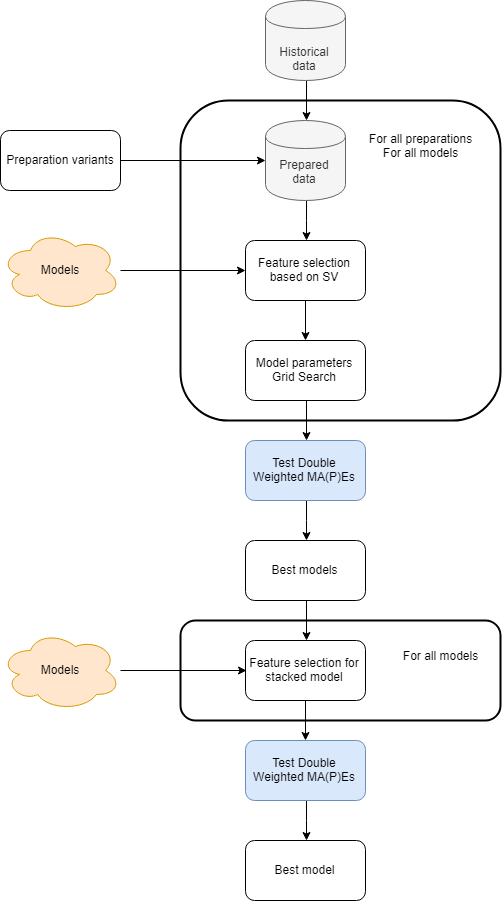 Historical
data
For all preparations
For all models
Preparation variants
Prepared
data
Models
Feature selection
based on SV
Model parameters
Grid Search
Test Double
Weighted MA(P)Es
Best models
For all models
Models
Feature selection for
stacked model
Test Double
Weighted MA(P)Es
Best model